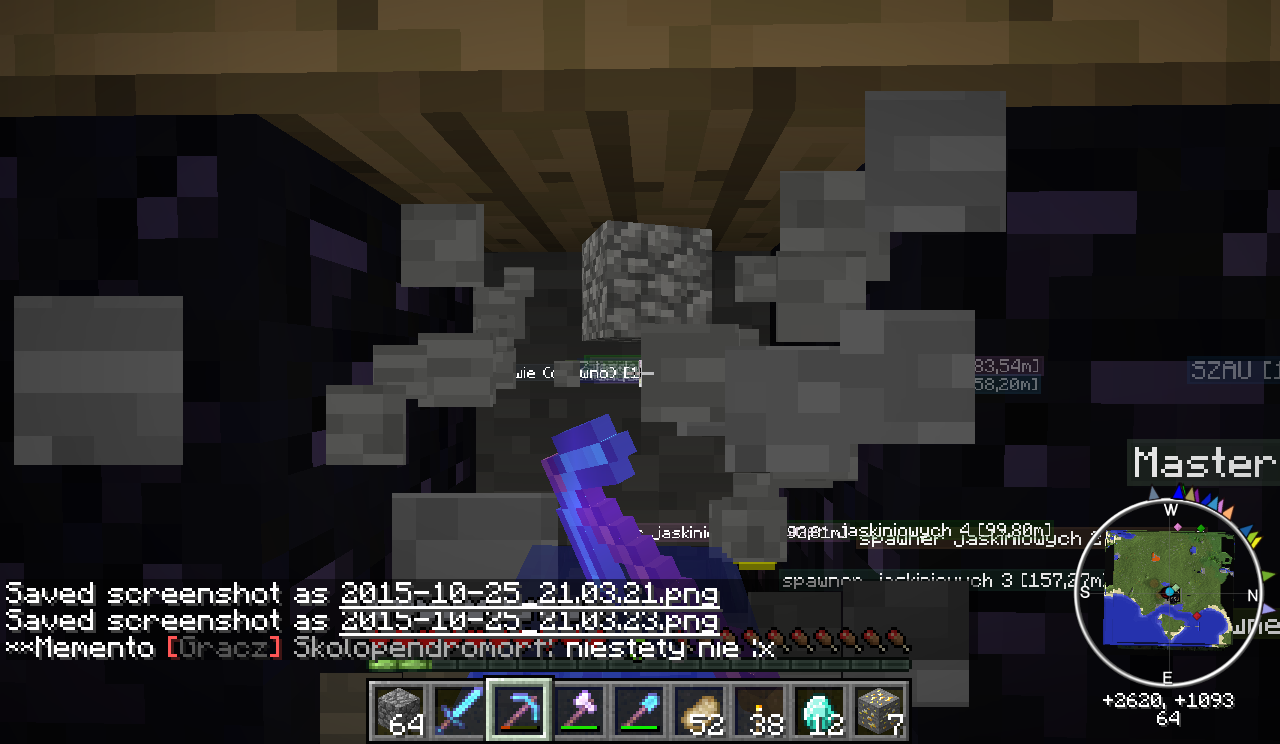 83,54m]
58,20m]
SZAU [
Master
W
S
N
E
jaskiniowych 4 [99,80m]
spawner jaskiniowych
spawner jaskiniowych 3 [157,27m]
Saved screenshot as 2015-10-25_21.03.21.png
Saved screenshot as 2015-10-25_21.03.23.png
**Memento [Gracz] Skolopendromorf: niestety nie :x
+2620, +1093
64
64
52
38
12
7